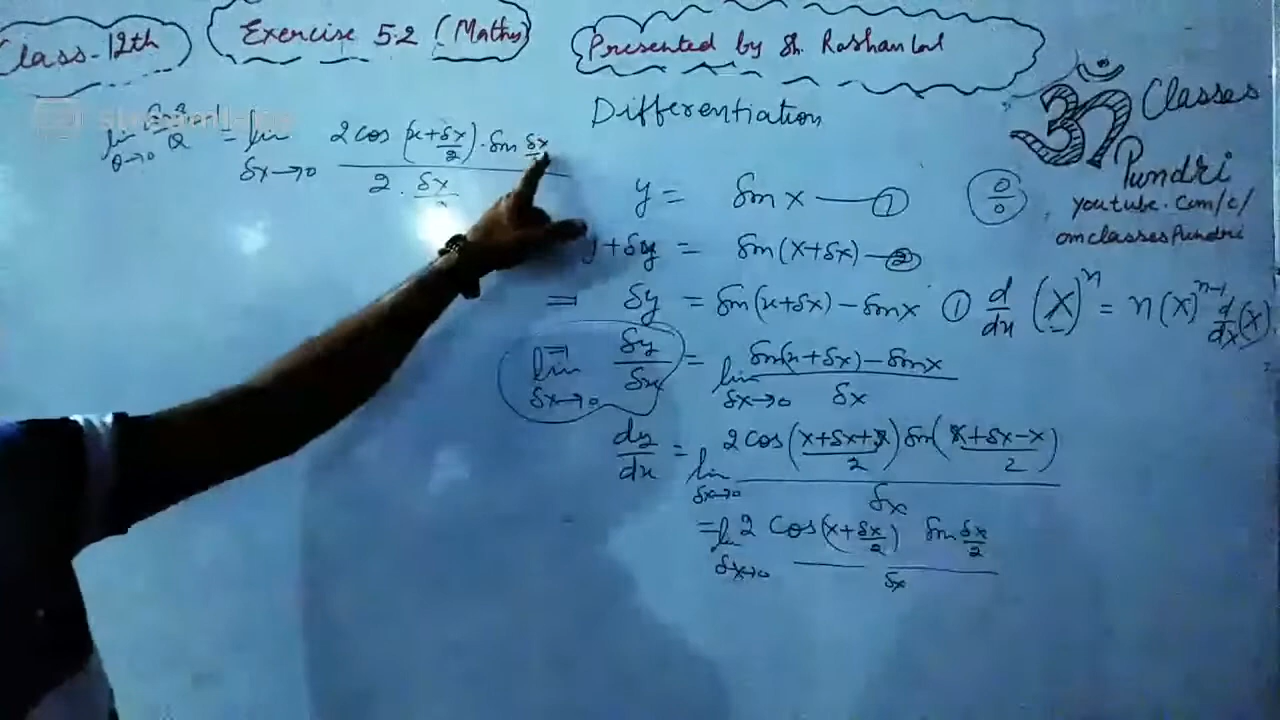 Class-12th
Exercise 5.2 (Maths)
Presented by Sh. Roshan Lal
Differentiation
ॐ Classes
Pundri
youtube.com/c/
omclassesPundri
lim θ→0 = lim δx→0 2 cos (x+δx/2) · Sin δx/2 / 2 · δx/2
y = Sin x — ①
0/0
y+δy = Sin(x+δx) — ②
⇒ δy = Sin(x+δx) – Sin x
① d/dx (x)^n = n(x)^n-1 d/dx (x).
lim δx→0 δy/δx = lim δx→0 Sin(x+δx) – Sin x / δx
dy/dx = lim δx→0 2 cos (x+δx+x/2) Sin (x+δx-x/2) / δx
= lim δx→0 2 Cos(x+δx/2) Sin δx/2 / δx